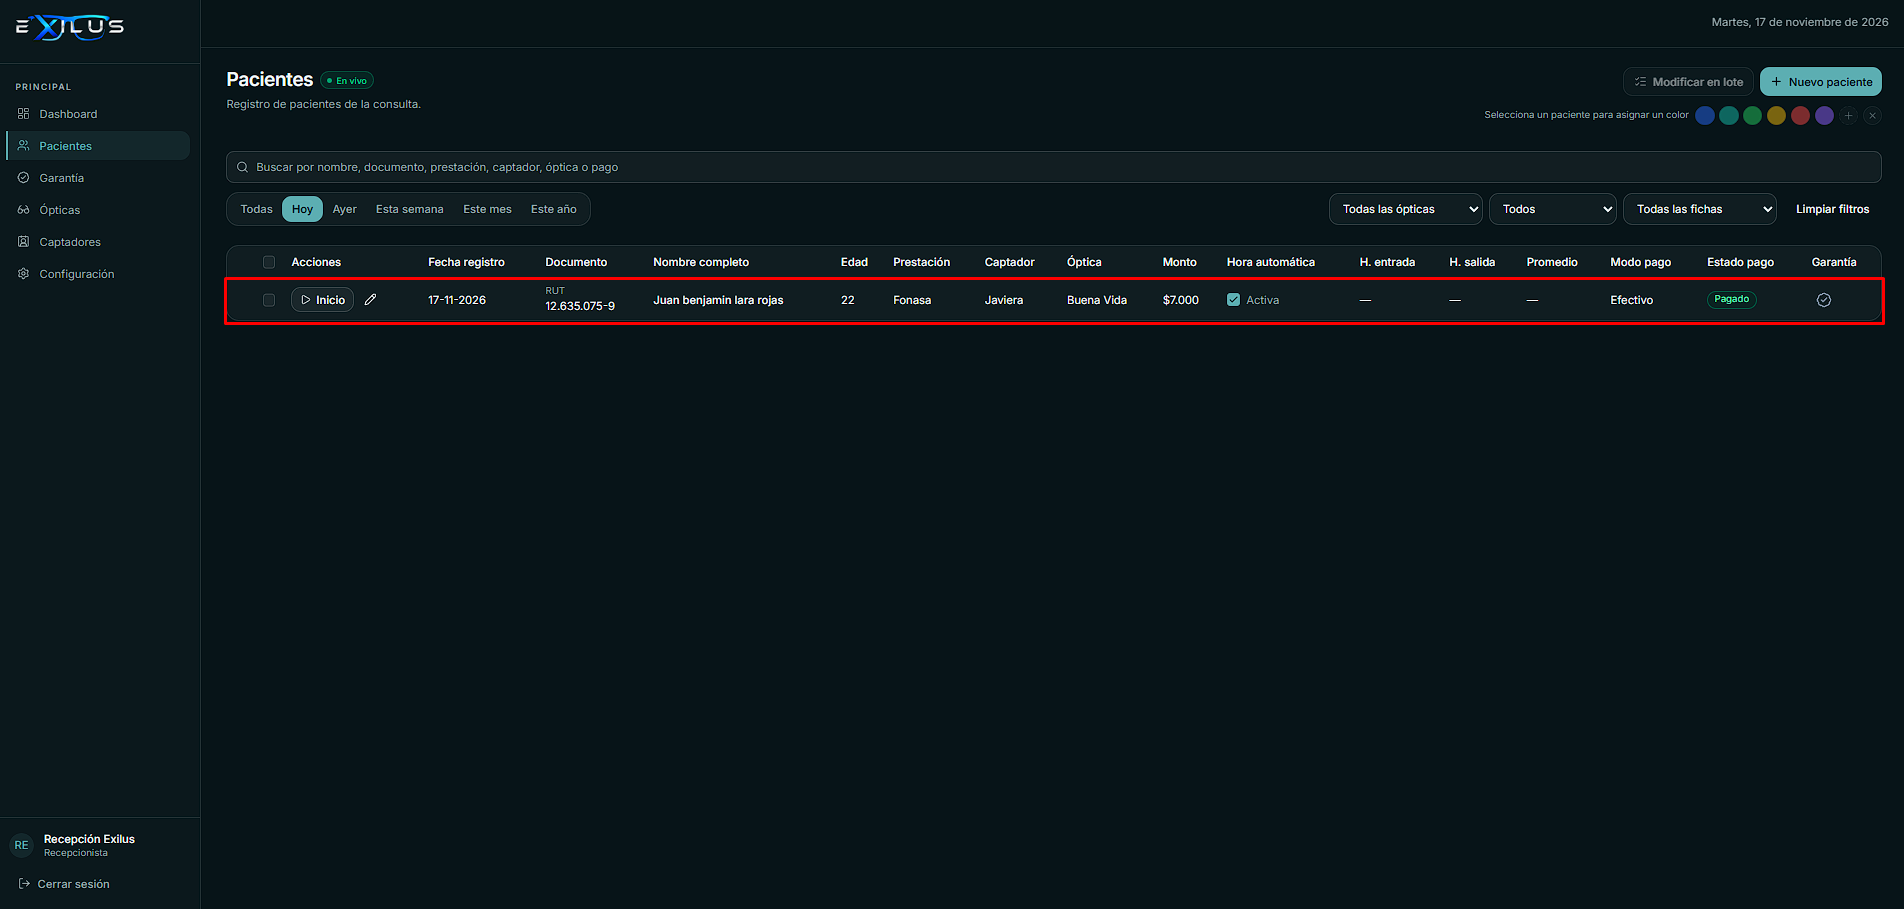 EXILUS
Martes, 17 de noviembre de 2026
PRINCIPAL
Dashboard
Pacientes
Garantía
Ópticas
Captadores
Configuración
Pacientes En vivo
Registro de pacientes de la consulta.
Modificar en lote Nuevo paciente
Selecciona un paciente para asignar un color
Buscar por nombre, documento, prestación, captador, óptica o pago
Todas Hoy Ayer Esta semana Este mes Este año Todas las ópticas Todos Todas las fichas Limpiar filtros
Acciones Fecha registro Documento Nombre completo Edad Prestación Captador Óptica Monto Hora automática H. entrada H. salida Promedio Modo pago Estado pago Garantía
RUT
Inicio 17-11-2026 12.635.075-9 Juan benjamin lara rojas 22 Fonasa Javiera Buena Vida $7.000 Activa — — — Efectivo Pagado
RE Recepción Exilus
Recepcionista
Cerrar sesión